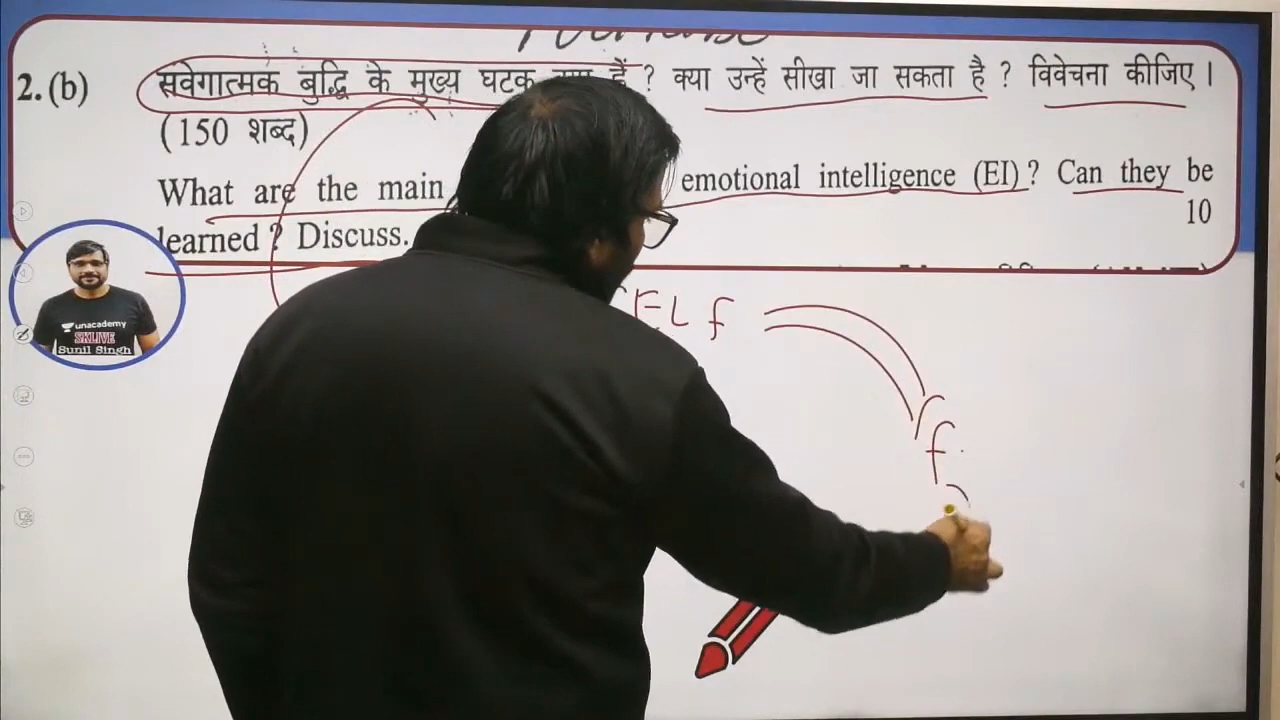 2.(b) संवेगात्मक बुद्धि के मुख्य घटक हैं ? क्या उन्हें सीखा जा सकता है ? विवेचना कीजिए ।
(150 शब्द)
What are the main emotional intelligence (EI) ? Can they be
learned ? Discuss. 10
ELf
f
unacademy
SKLIVE
Sunil Singh